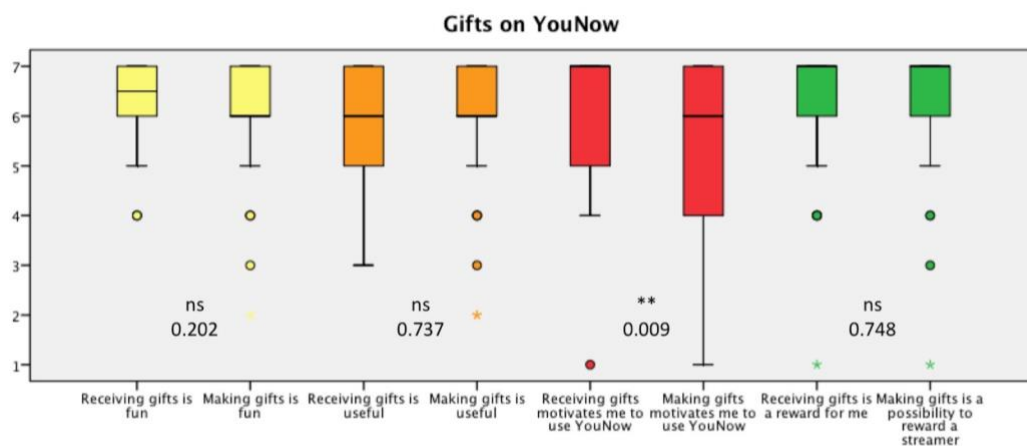 Gifts on YouNow
7
6
5
4
3
2
1
ns
0.202
ns
0.737
**
0.009
ns
0.748
Receiving gifts is
fun
Making gifts is
fun
Receiving gifts is
useful
Making gifts is
useful
Receiving gifts
motivates me to
use YouNow
Making gifts
motivates me to
use YouNow
Receiving gifts is
a reward for me
Making gifts is a
possibility to
reward a
streamer